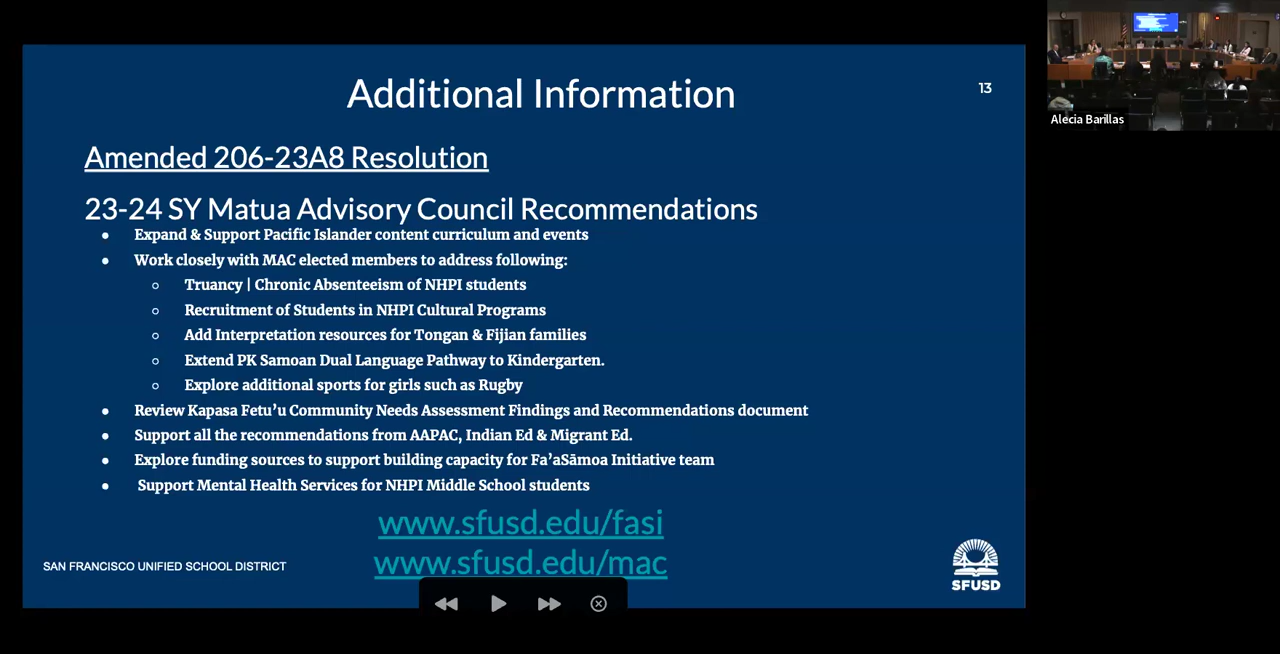 Additional Information
13
Amended 206-23A8 Resolution
23-24 SY Matua Advisory Council Recommendations
● Expand & Support Pacific Islander content curriculum and events
● Work closely with MAC elected members to address following:
○ Truancy | Chronic Absenteeism of NHPI students
○ Recruitment of Students in NHPI Cultural Programs
○ Add Interpretation resources for Tongan & Fijian families
○ Extend PK Samoan Dual Language Pathway to Kindergarten.
○ Explore additional sports for girls such as Rugby
● Review Kapasa Fetu’u Community Needs Assessment Findings and Recommendations document
● Support all the recommendations from AAPAC, Indian Ed & Migrant Ed.
● Explore funding sources to support building capacity for Fa’aSāmoa Initiative team
● Support Mental Health Services for NHPI Middle School students
www.sfusd.edu/fasi
www.sfusd.edu/mac
SAN FRANCISCO UNIFIED SCHOOL DISTRICT
SFUSD
Alecia Barillas